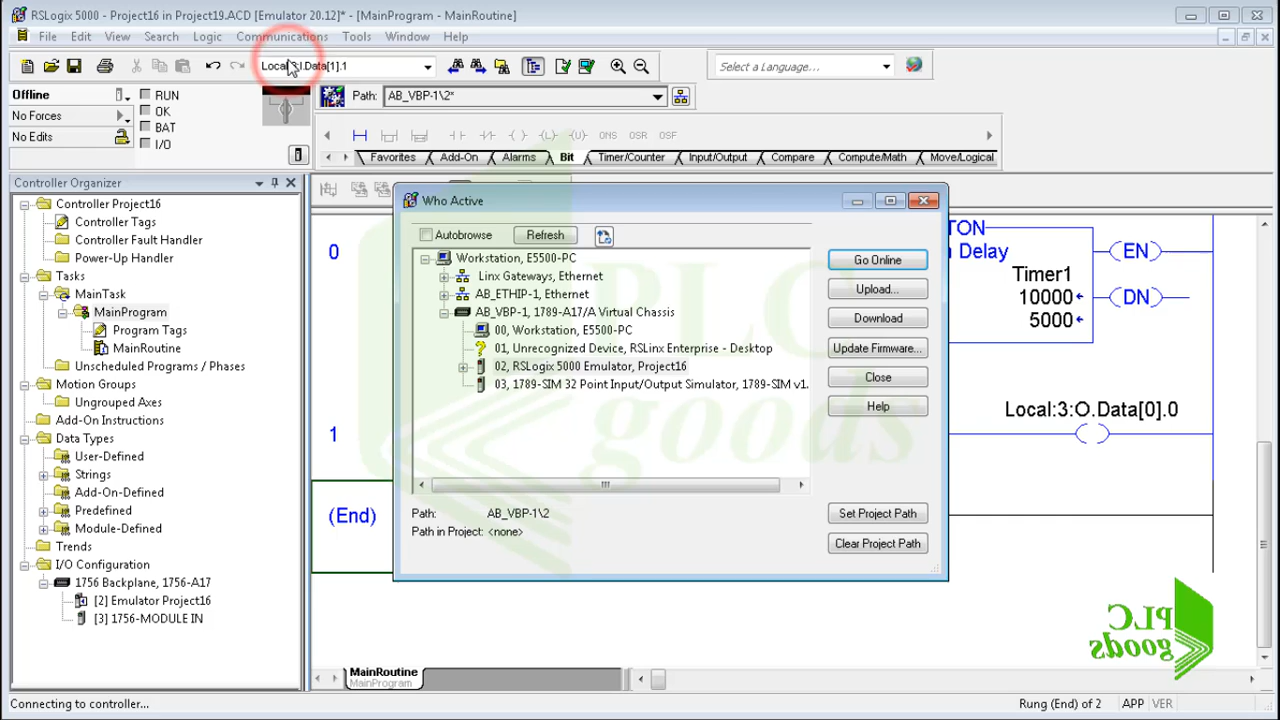 RSLogix 5000 - Project16 in Project19.ACD [Emulator 20.12]* - [MainProgram - MainRoutine]
File Edit View Search Logic Communications Tools Window Help
Local:3:I.Data[1].1
Select a Language...
Offline
RUN
Path: AB_VBP-1\2*
No Forces
OK
No Edits
BAT
I/O
ONS OSR OSF
Favorites Add-On Alarms Bit Timer/Counter Input/Output Compare Compute/Math Move/Logical
Controller Organizer
Controller Project16
Controller Tags
Controller Fault Handler
Power-Up Handler
Tasks
MainTask
MainProgram
Program Tags
MainRoutine
Unscheduled Programs / Phases
Motion Groups
Ungrouped Axes
Add-On Instructions
Data Types
User-Defined
Strings
Add-On-Defined
Predefined
Module-Defined
Trends
I/O Configuration
1756 Backplane, 1756-A17
[2] Emulator Project16
[3] 1756-MODULE IN
Who Active
Autobrowse
Refresh
Workstation, E5500-PC
Linx Gateways, Ethernet
AB_ETHIP-1, Ethernet
AB_VBP-1, 1789-A17/A Virtual Chassis
00, Workstation, E5500-PC
01, Unrecognized Device, RSLinx Enterprise - Desktop
02, RSLogix 5000 Emulator, Project16
03, 1789-SIM 32 Point Input/Output Simulator, 1789-SIM v1.
Go Online
Upload...
Download
Update Firmware...
Close
Help
Path: AB_VBP-1\2
Path in Project: <none>
Set Project Path
Clear Project Path
0
TON
Delay
EN
Timer1
10000
DN
5000
1
Local:3:O.Data[0].0
(End)
PLC
goods
PLC
goods
MainRoutine
MainProgram
Connecting to controller...
Rung (End) of 2
APP
VER